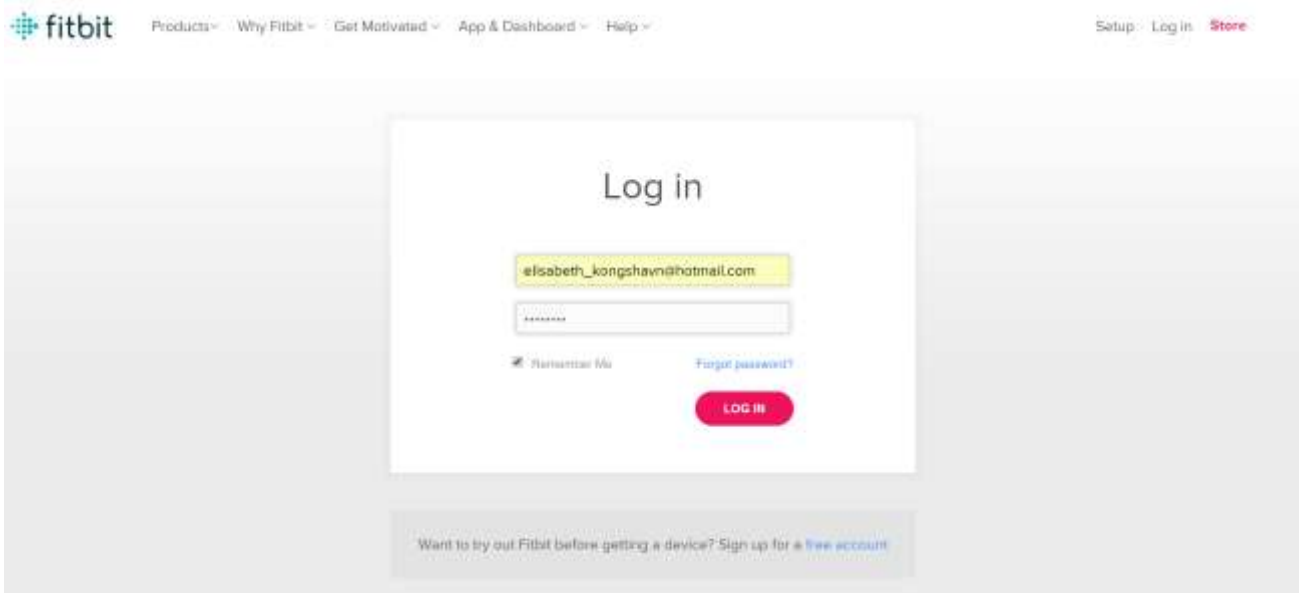 fitbit Products Why Fitbit Get Motivated App & Dashboard Help Setup Log in Store
Log in
elisabeth_kongshavn@hotmail.com
••••••••
Remember Me Forgot password?
LOG IN
Want to try out Fitbit before getting a device? Sign up for a free account